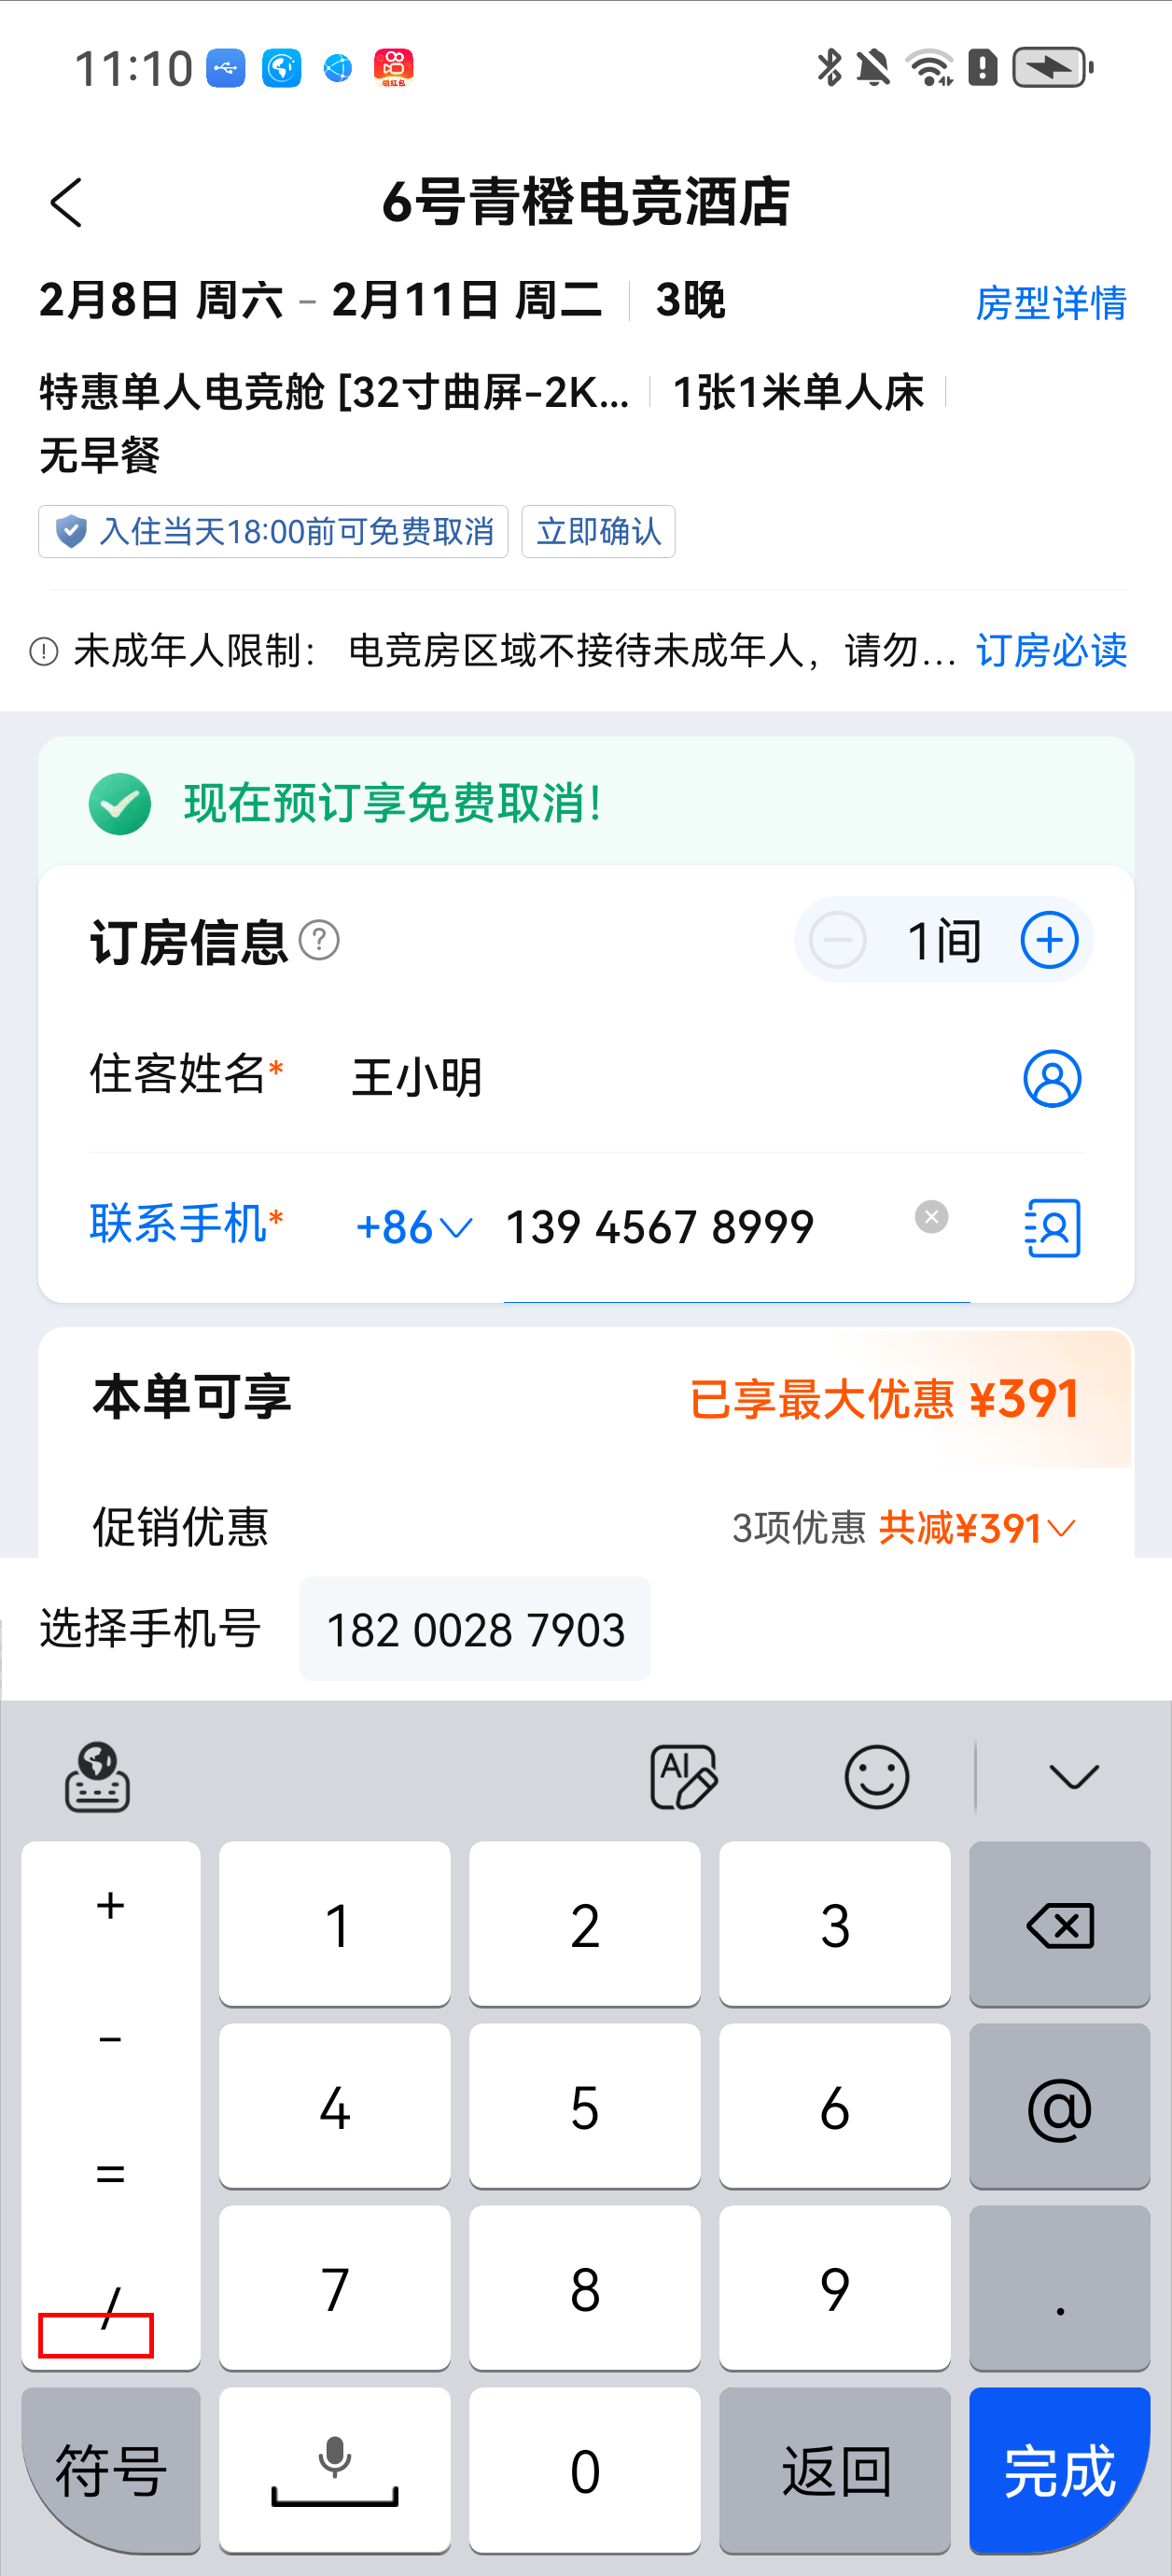 11:10
领红包
6号青橙电竞酒店
2月8日 周六 - 2月11日 周二 3晚 房型详情
特惠单人电竞舱 [32寸曲屏-2K... 1张1米单人床
无早餐
入住当天18:00前可免费取消 立即确认
未成年人限制： 电竞房区域不接待未成年人，请勿... 订房必读
现在预订享免费取消！
订房信息 ? 1间
住客姓名* 王小明
联系手机* +86 139 4567 8999
本单可享 已享最大优惠 ¥391
促销优惠 3项优惠 共减¥391
选择手机号 182 0028 7903
AI
+ 1 2 3
- 4 5 6 @
= 7 8 9 .
/
符号 0 返回 完成